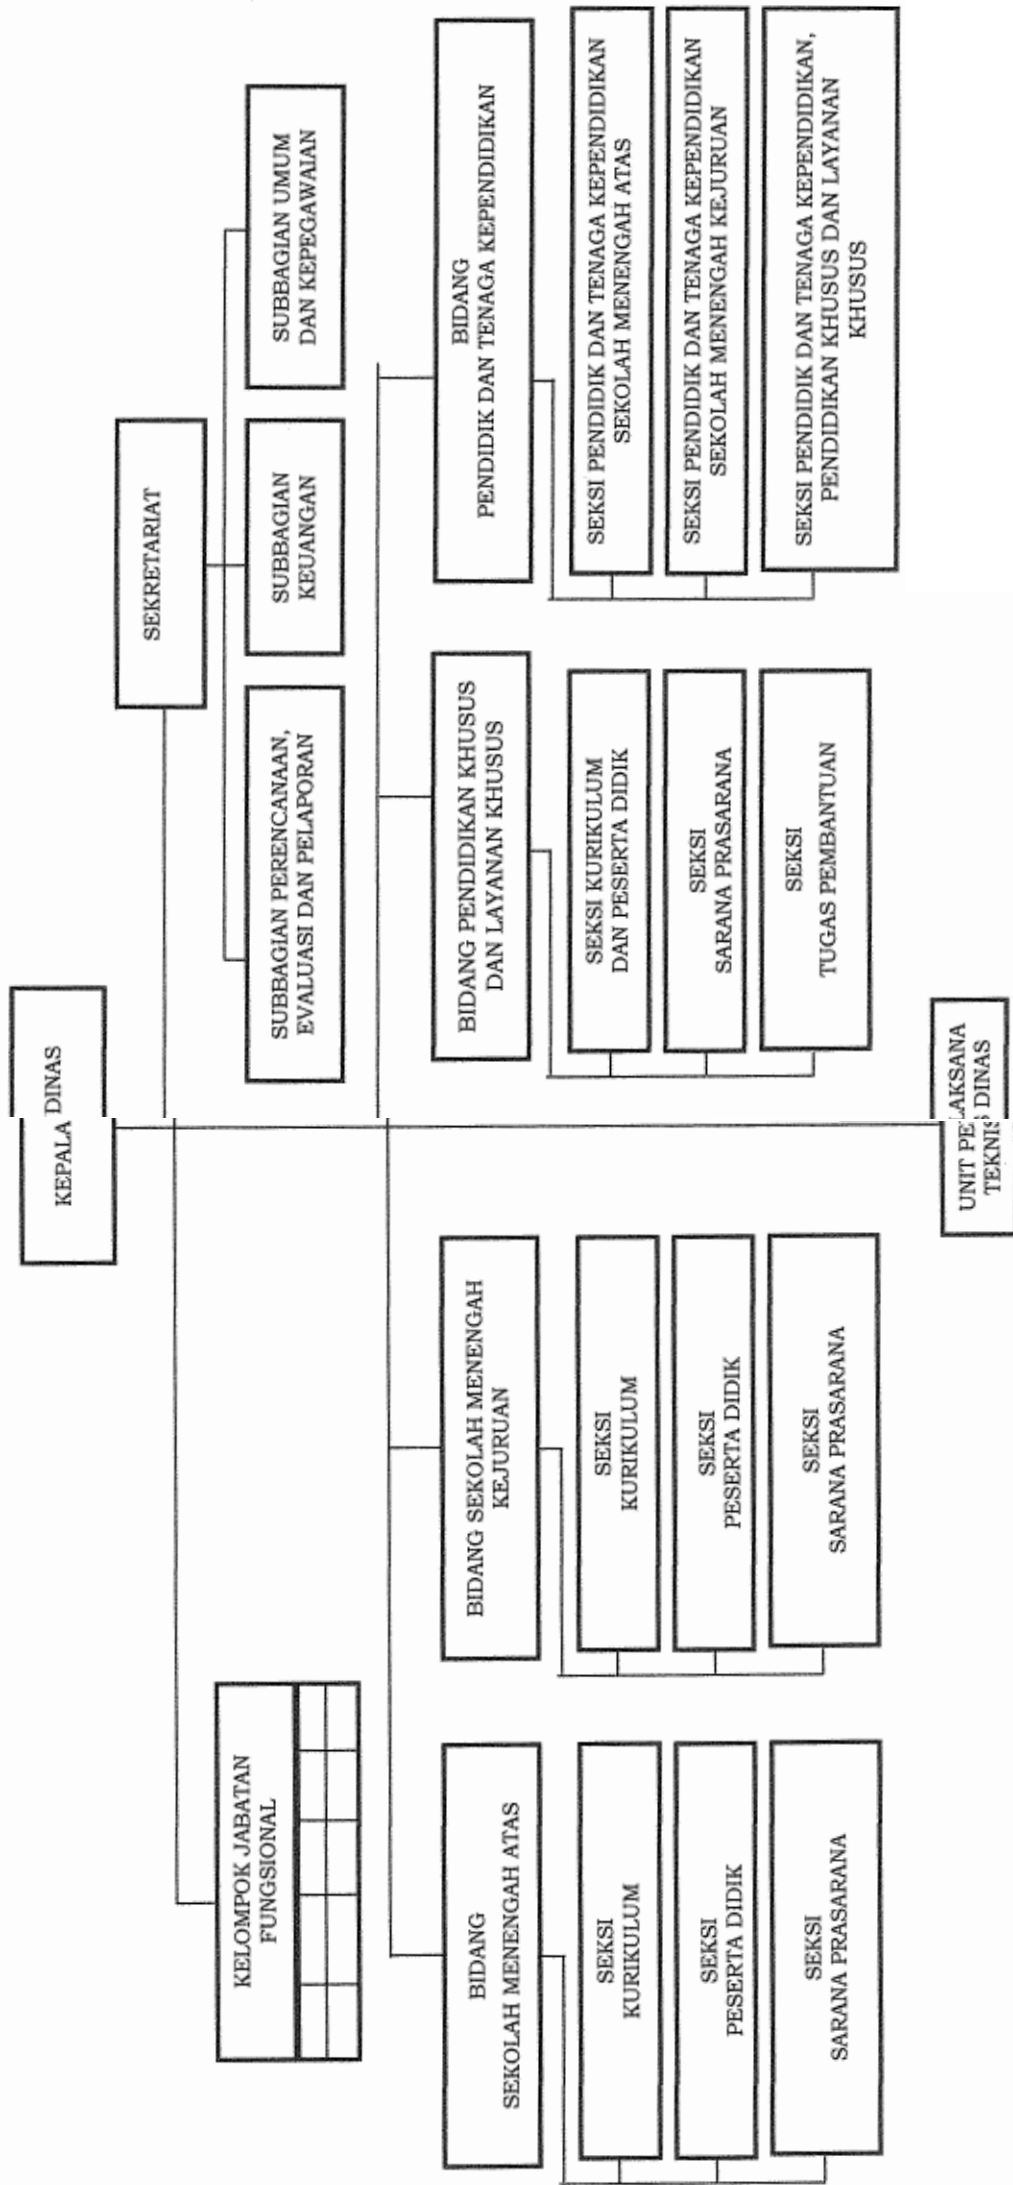 KEPALA DINAS
SEKRETARIAT
KELOMPOK JABATAN
FUNGSIONAL
SUBBAGIAN PERENCANAAN,
EVALUASI DAN PELAPORAN
SUBBAGIAN
KEUANGAN
SUBBAGIAN UMUM
DAN KEPEGAWAIAN
BIDANG
SEKOLAH MENENGAH ATAS
SEKSI
KURIKULUM
SEKSI
PESERTA DIDIK
SEKSI
SARANA PRASARANA
BIDANG SEKOLAH MENENGAH
KEJURUAN
SEKSI
KURIKULUM
SEKSI
PESERTA DIDIK
SEKSI
SARANA PRASARANA
BIDANG PENDIDIKAN KHUSUS
DAN LAYANAN KHUSUS
SEKSI KURIKULUM
DAN PESERTA DIDIK
SEKSI
SARANA PRASARANA
SEKSI
TUGAS PEMBANTUAN
BIDANG
PENDIDIK DAN TENAGA KEPENDIDIKAN
SEKSI PENDIDIK DAN TENAGA KEPENDIDIKAN
SEKOLAH MENENGAH ATAS
SEKSI PENDIDIK DAN TENAGA KEPENDIDIKAN
SEKOLAH MENENGAH KEJURUAN
SEKSI PENDIDIK DAN TENAGA KEPENDIDIKAN,
PENDIDIKAN KHUSUS DAN LAYANAN
KHUSUS
UNIT PELAKSANA
TEKNIS DINAS